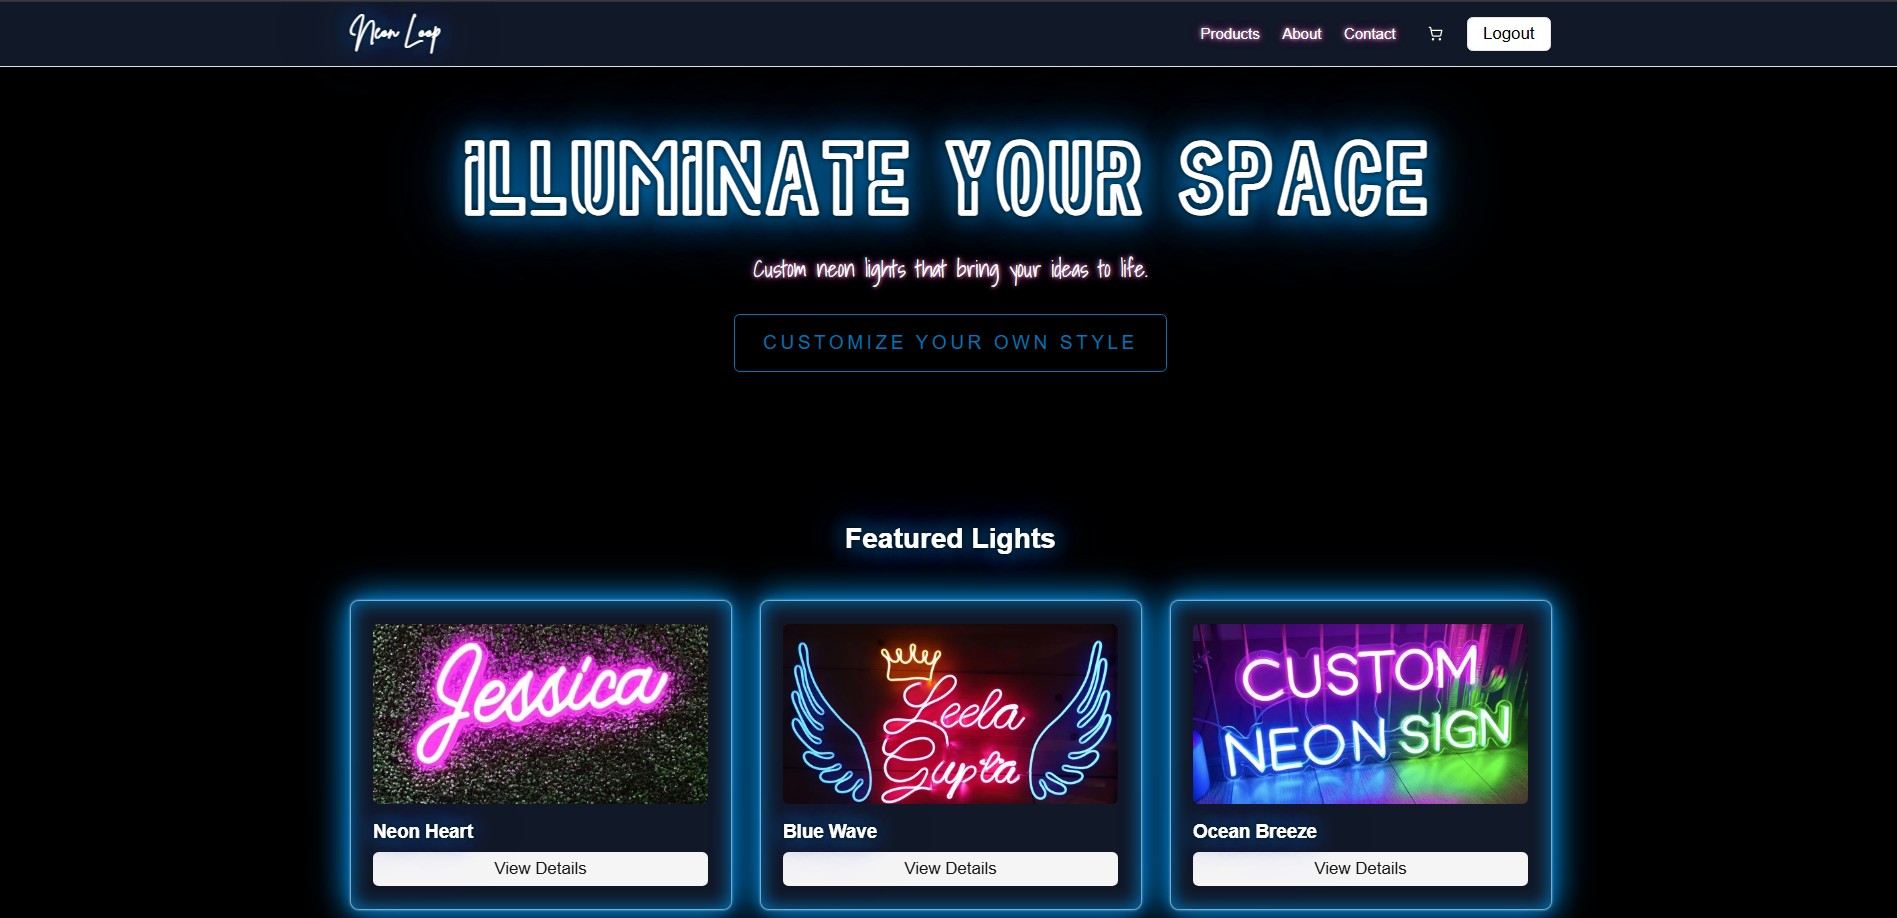 Neon Loop
Products About Contact Logout
ILLUMINATE YOUR SPACE
Custom neon lights that bring your ideas to life.
CUSTOMIZE YOUR OWN STYLE
Featured Lights
Jessica
Leela
Gupta
CUSTOM
NEON SIGN
Neon Heart
Blue Wave
Ocean Breeze
View Details
View Details
View Details